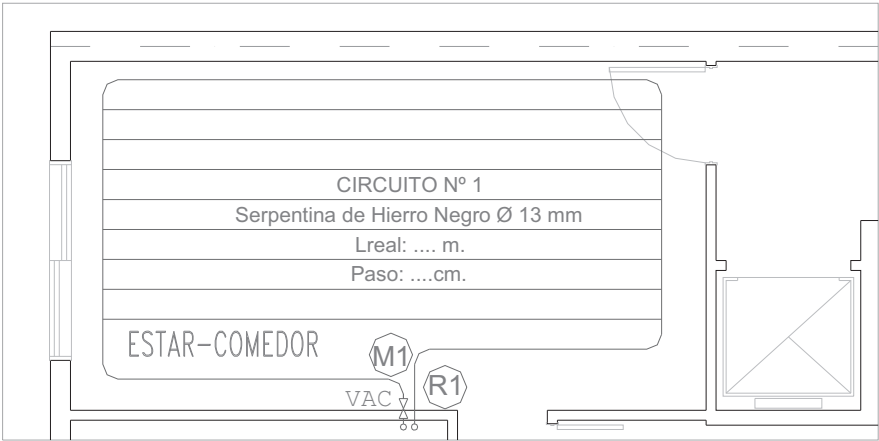 CIRCUITO Nº 1
Serpentina de Hierro Negro Ø 13 mm
Lreal: .... m.
Paso: ....cm.
ESTAR-COMEDOR
M1
R1
VAC